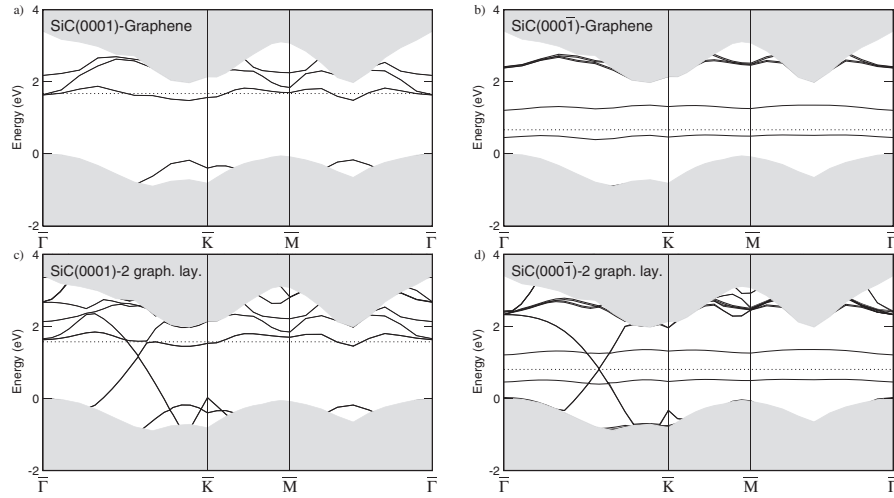 a)
SiC(0001)-Graphene
Energy (eV)
4
2
0
-2
Γ̅ K̅ M̅ Γ̅
b)
SiC(0001̅)-Graphene
Energy (eV)
4
2
0
-2
Γ̅ K̅ M̅ Γ̅
c)
SiC(0001)-2 graph. lay.
Energy (eV)
4
2
0
-2
Γ̅ K̅ M̅ Γ̅
d)
SiC(0001̅)-2 graph. lay.
Energy (eV)
4
2
0
-2
Γ̅ K̅ M̅ Γ̅